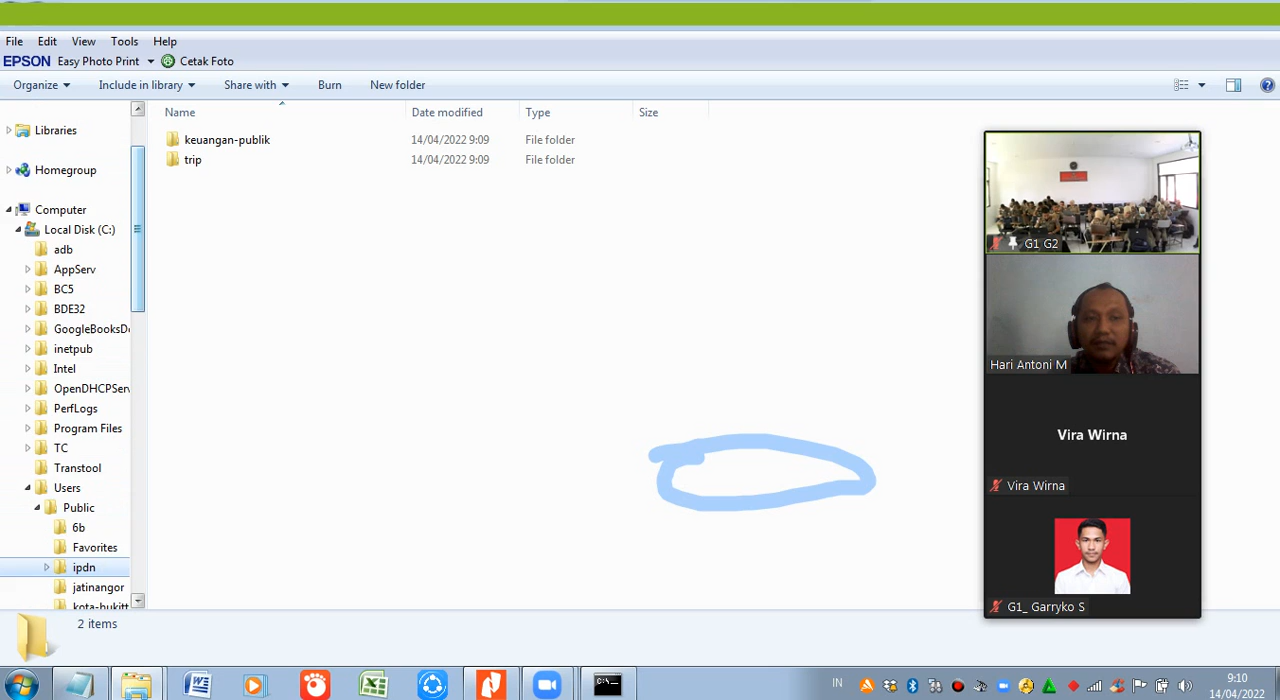 File Edit View Tools Help
EPSON Easy Photo Print Cetak Foto
Organize Include in library Share with Burn New folder
Name Date modified Type Size
keuangan-publik 14/04/2022 9:09 File folder
trip 14/04/2022 9:09 File folder
Libraries
Homegroup
Computer
Local Disk (C:)
adb
AppServ
BC5
BDE32
GoogleBooksDo
inetpub
Intel
OpenDHCPServ
PerfLogs
Program Files
TC
Transtool
Users
Public
6b
Favorites
ipdn
jatinangor
kota-bukitt
G1 G2
Hari Antoni M
Vira Wirna
Vira Wirna
G1_ Garryko S
2 items
IN
9:10
14/04/2022